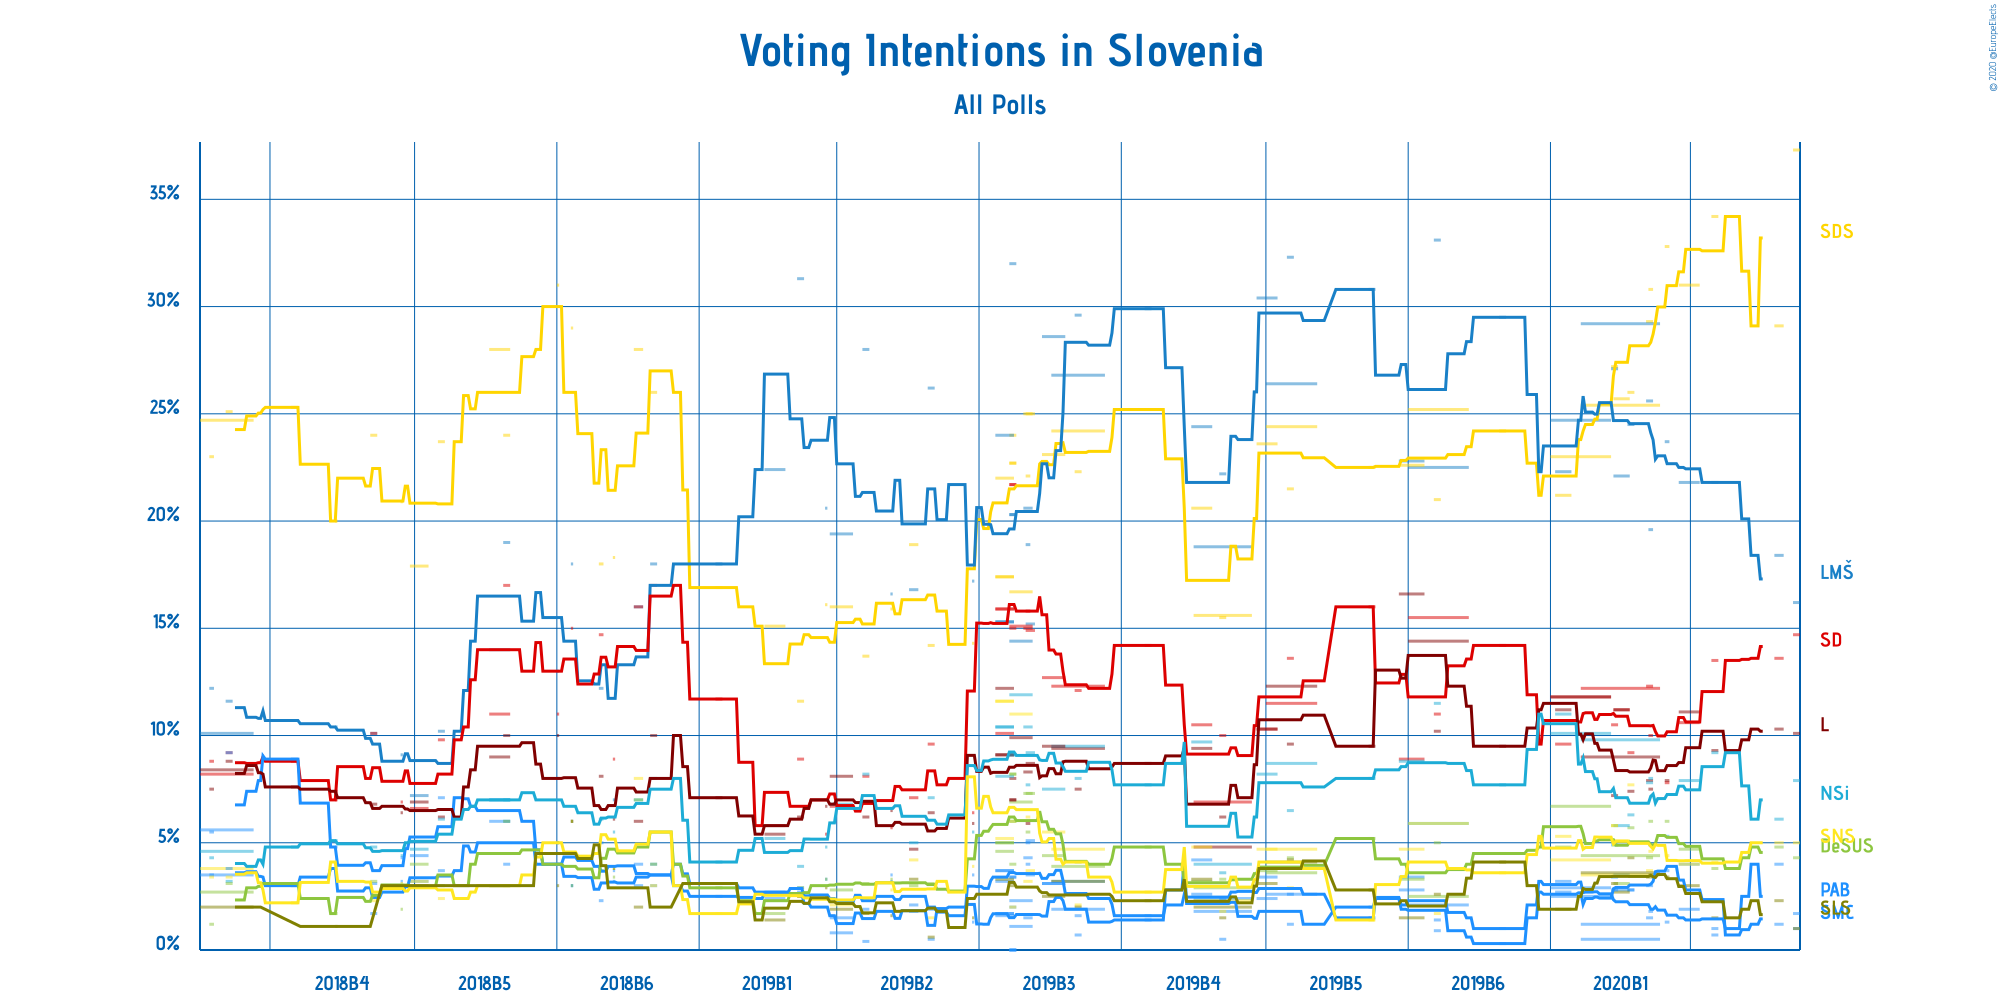 © 2020 @EuropeElects
Voting Intentions in Slovenia
All Polls
35%
30%
25%
20%
15%
10%
5%
0%
SDS
LMŠ
SD
L
NSi
SNS
DeSUS
PAB
SLS
SMC
2018B4 2018B5 2018B6 2019B1 2019B2 2019B3 2019B4 2019B5 2019B6 2020B1